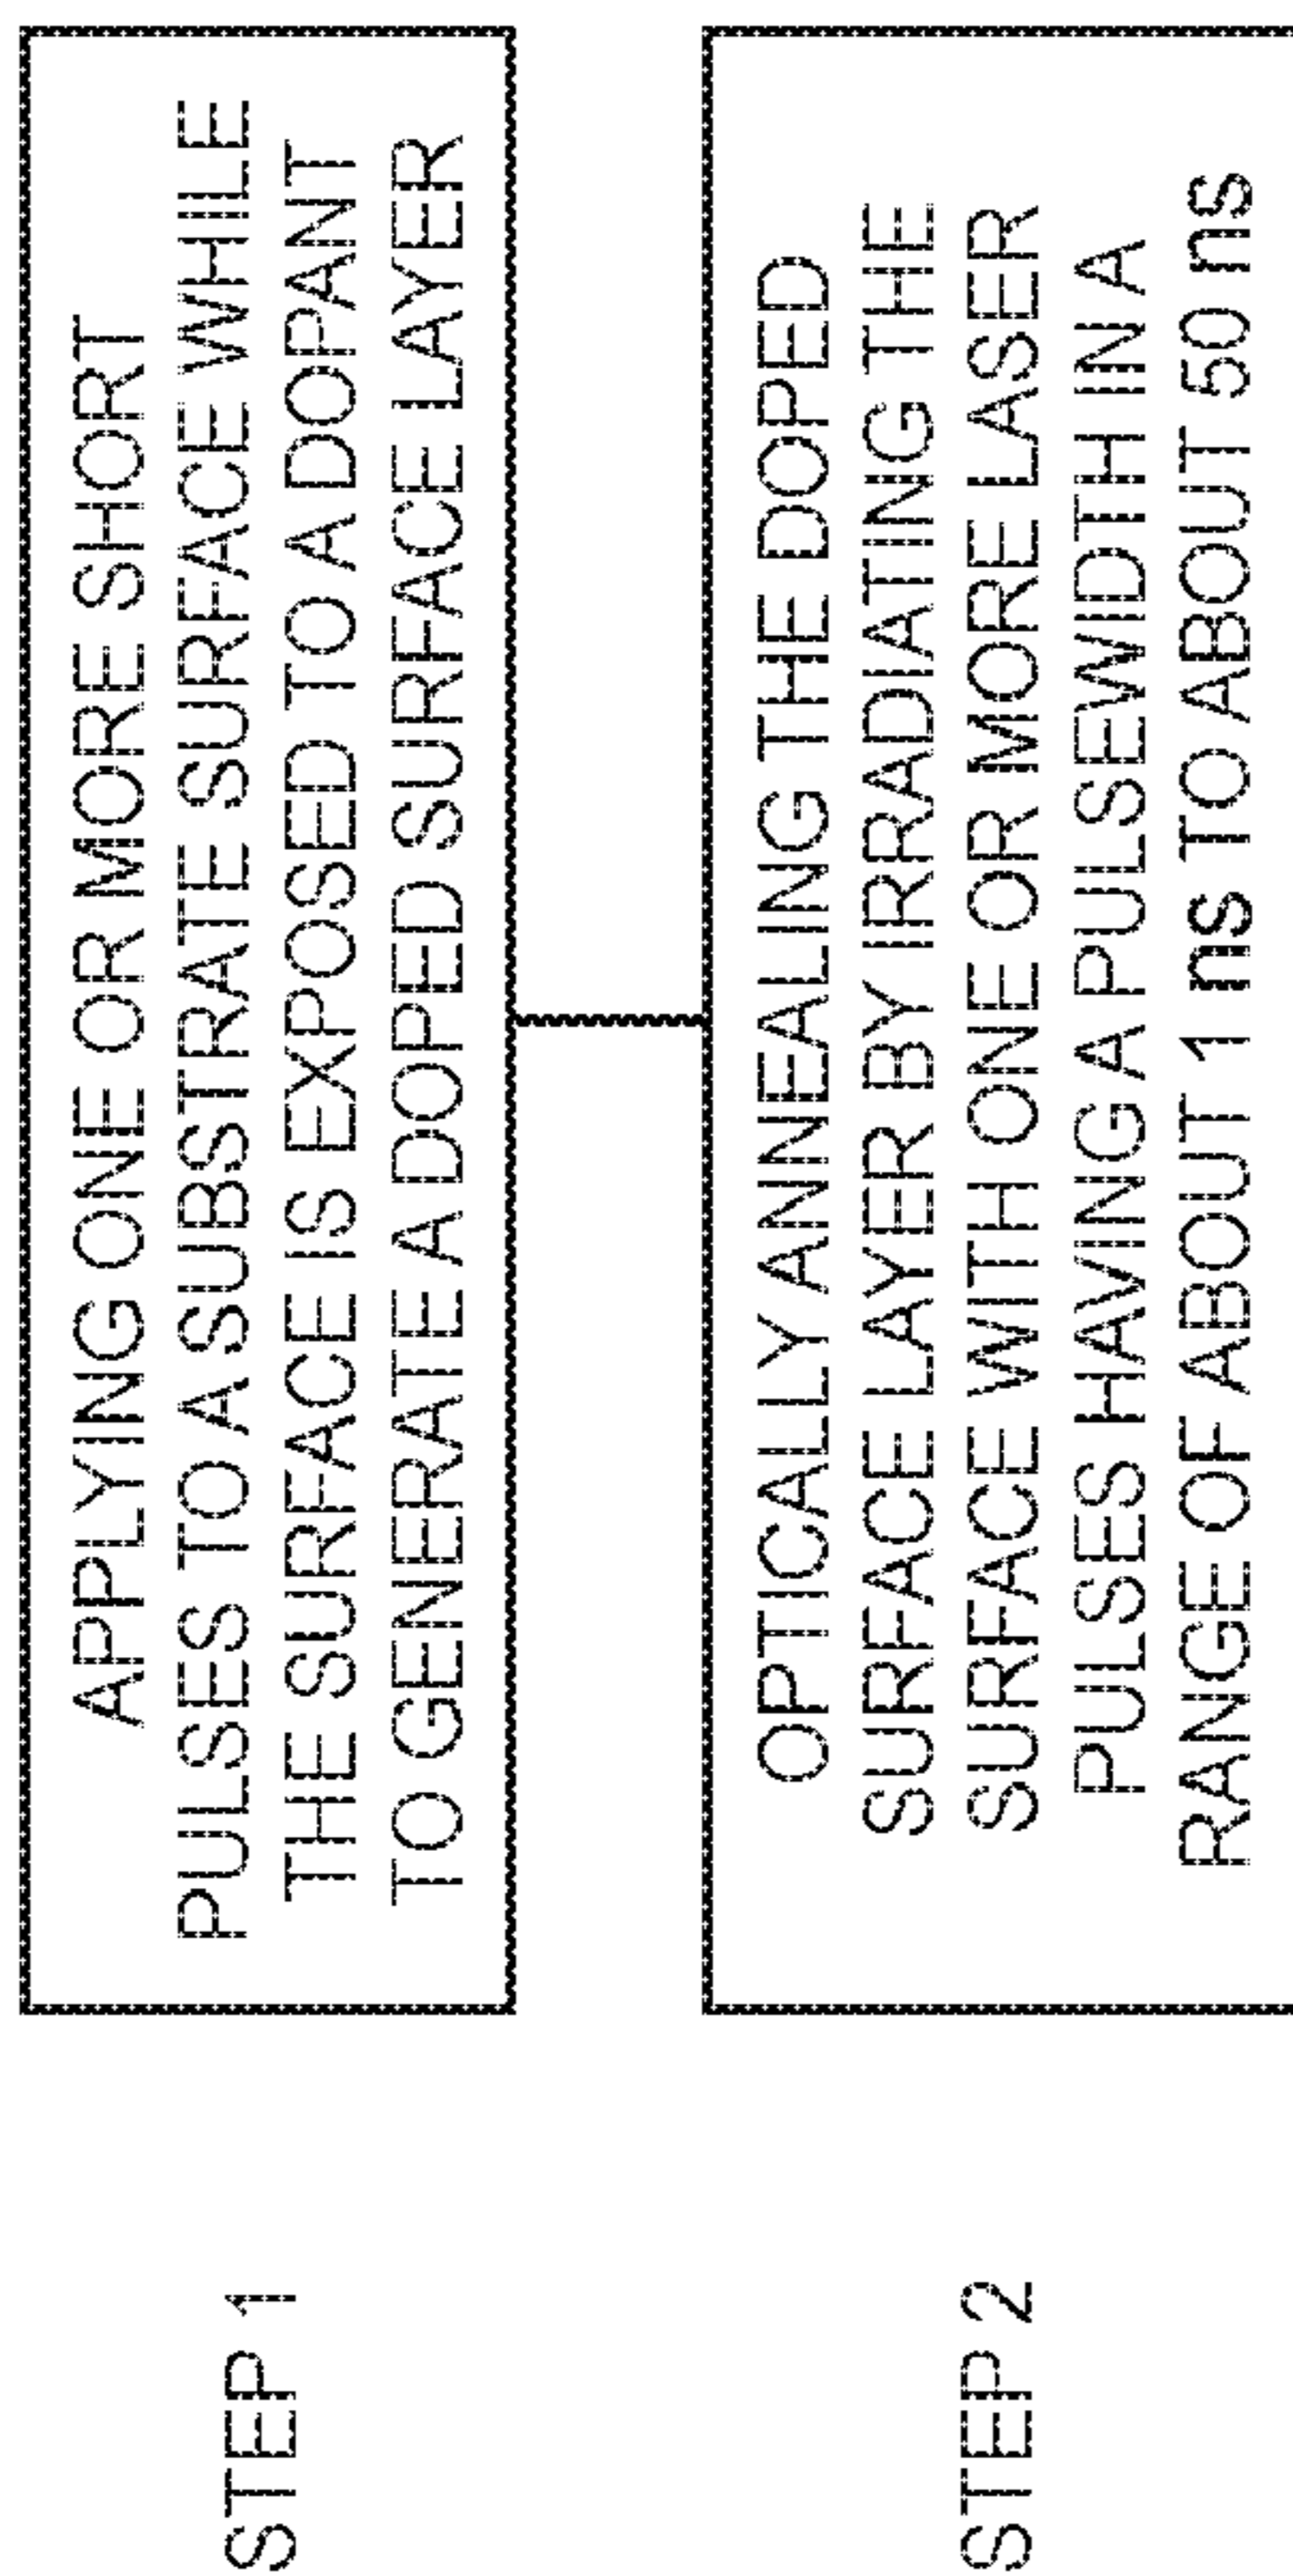 STEP 1
APPLYING ONE OR MORE SHORT
PULSES TO A SUBSTRATE SURFACE WHILE
THE SURFACE IS EXPOSED TO A DOPANT
TO GENERATE A DOPED SURFACE LAYER
STEP 2
OPTICALLY ANNEALING THE DOPED
SURFACE LAYER BY IRRADIATING THE
SURFACE WITH ONE OR MORE LASER
PULSES HAVING A PULSEWIDTH IN A
RANGE OF ABOUT 1 ns TO ABOUT 50 ns